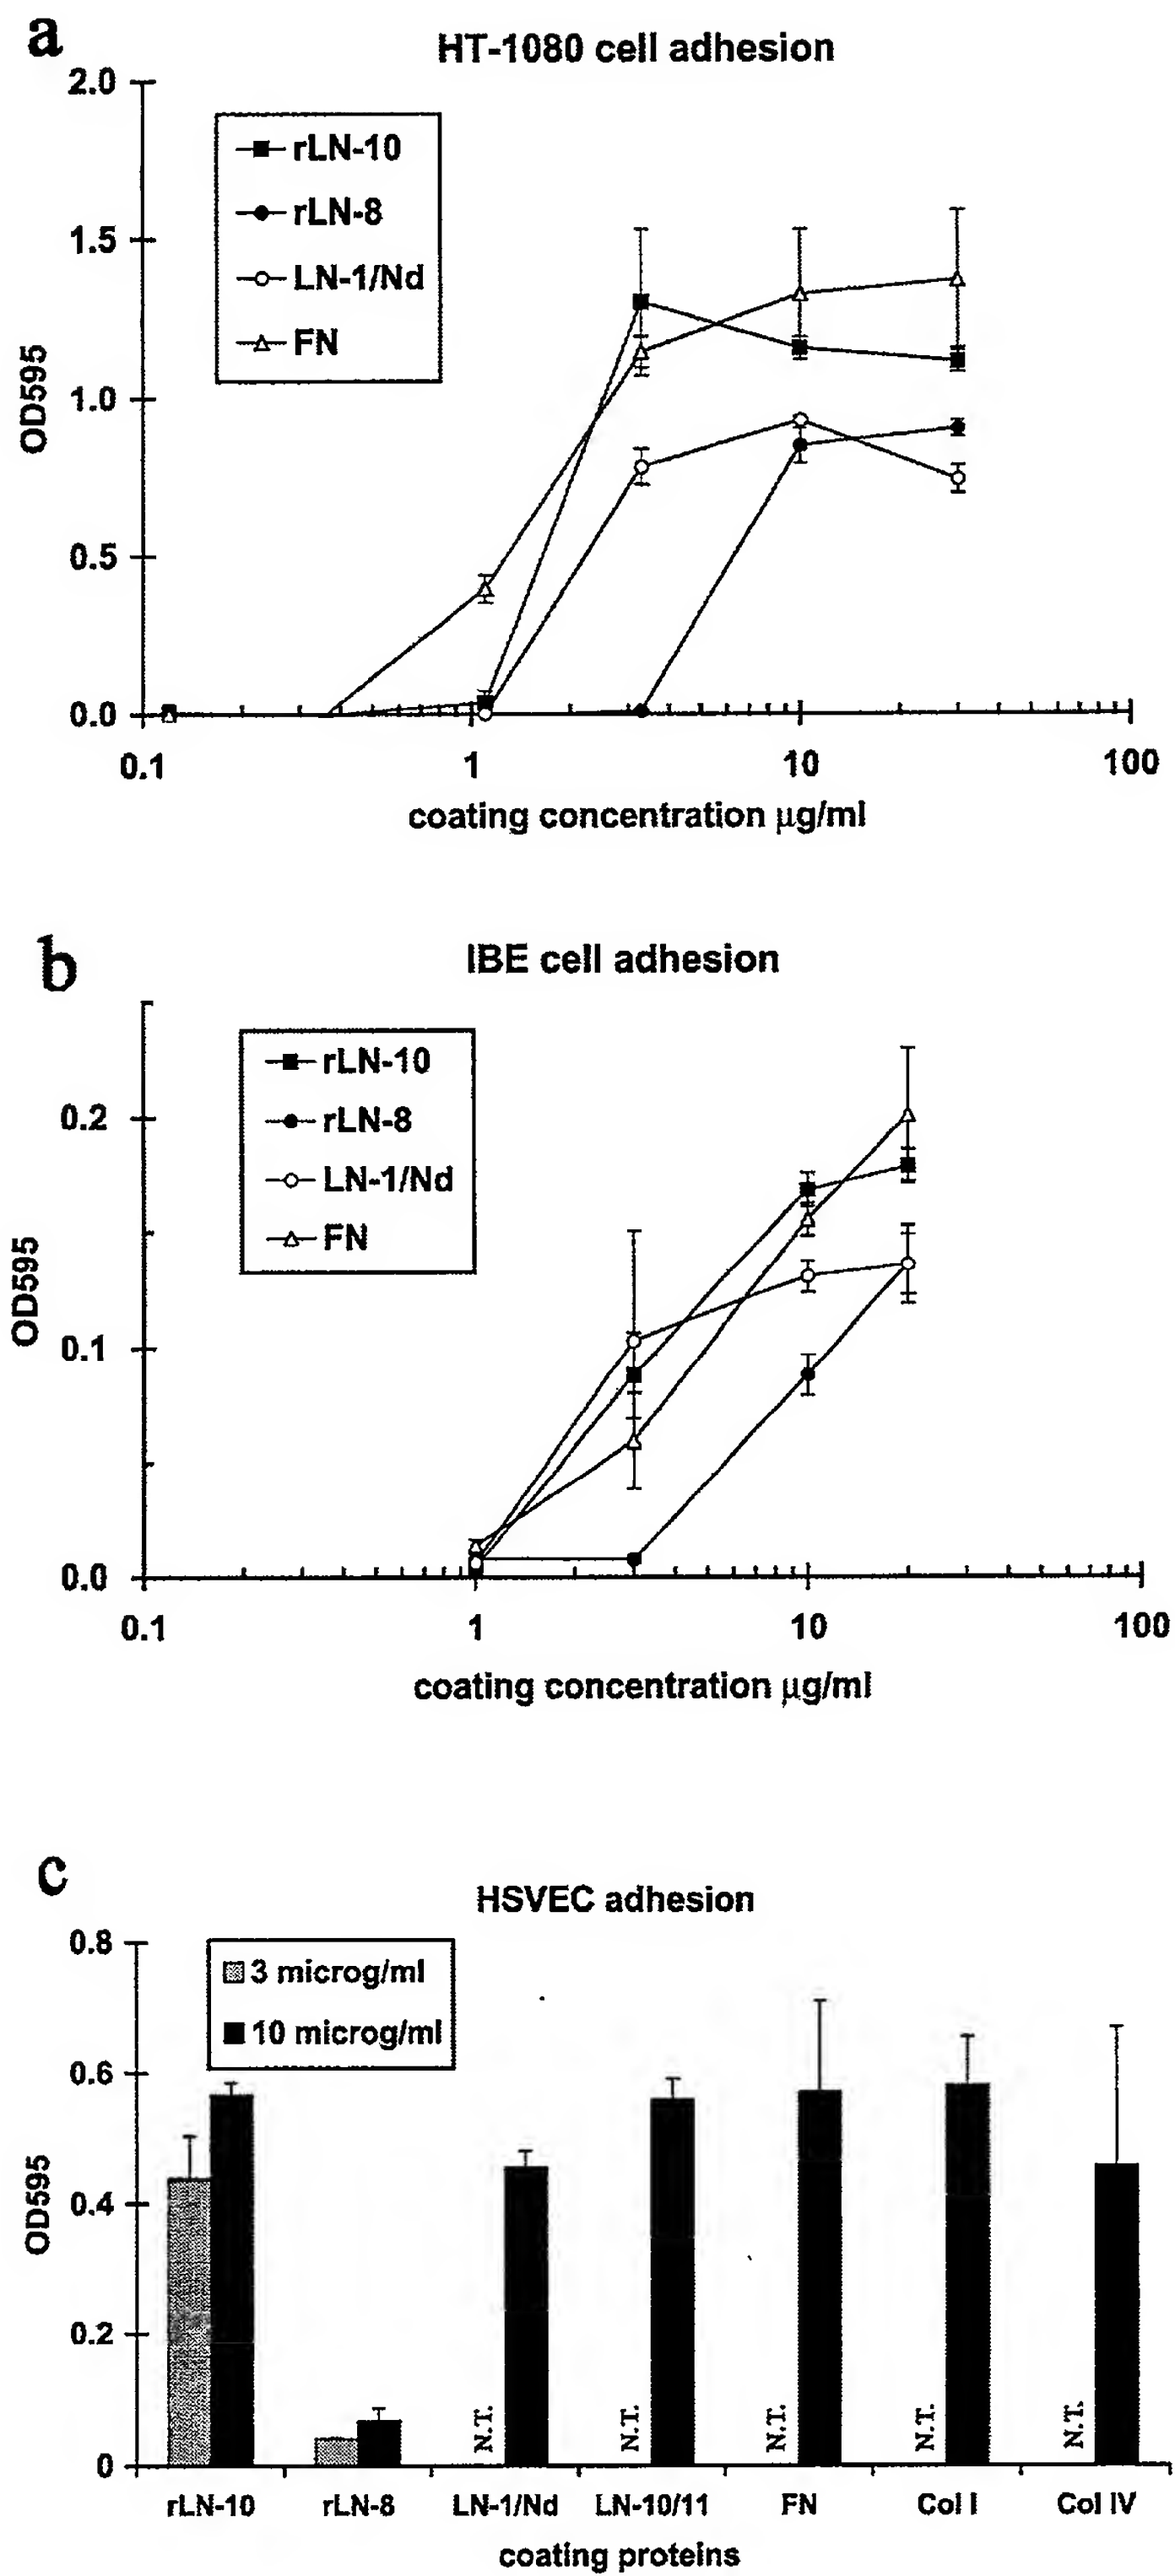 a
HT-1080 cell adhesion
2.0
1.5
1.0
0.5
0.0
OD595
rLN-10
rLN-8
LN-1/Nd
FN
0.1 1 10 100
coating concentration μg/ml
b
IBE cell adhesion
0.2
0.1
0.0
OD595
rLN-10
rLN-8
LN-1/Nd
FN
0.1 1 10 100
coating concentration μg/ml
c
HSVEC adhesion
0.8
0.6
0.4
0.2
0
OD595
3 microg/ml
10 microg/ml
N.T. N.T. N.T. N.T. N.T.
rLN-10 rLN-8 LN-1/Nd LN-10/11 FN Col I Col IV
coating proteins